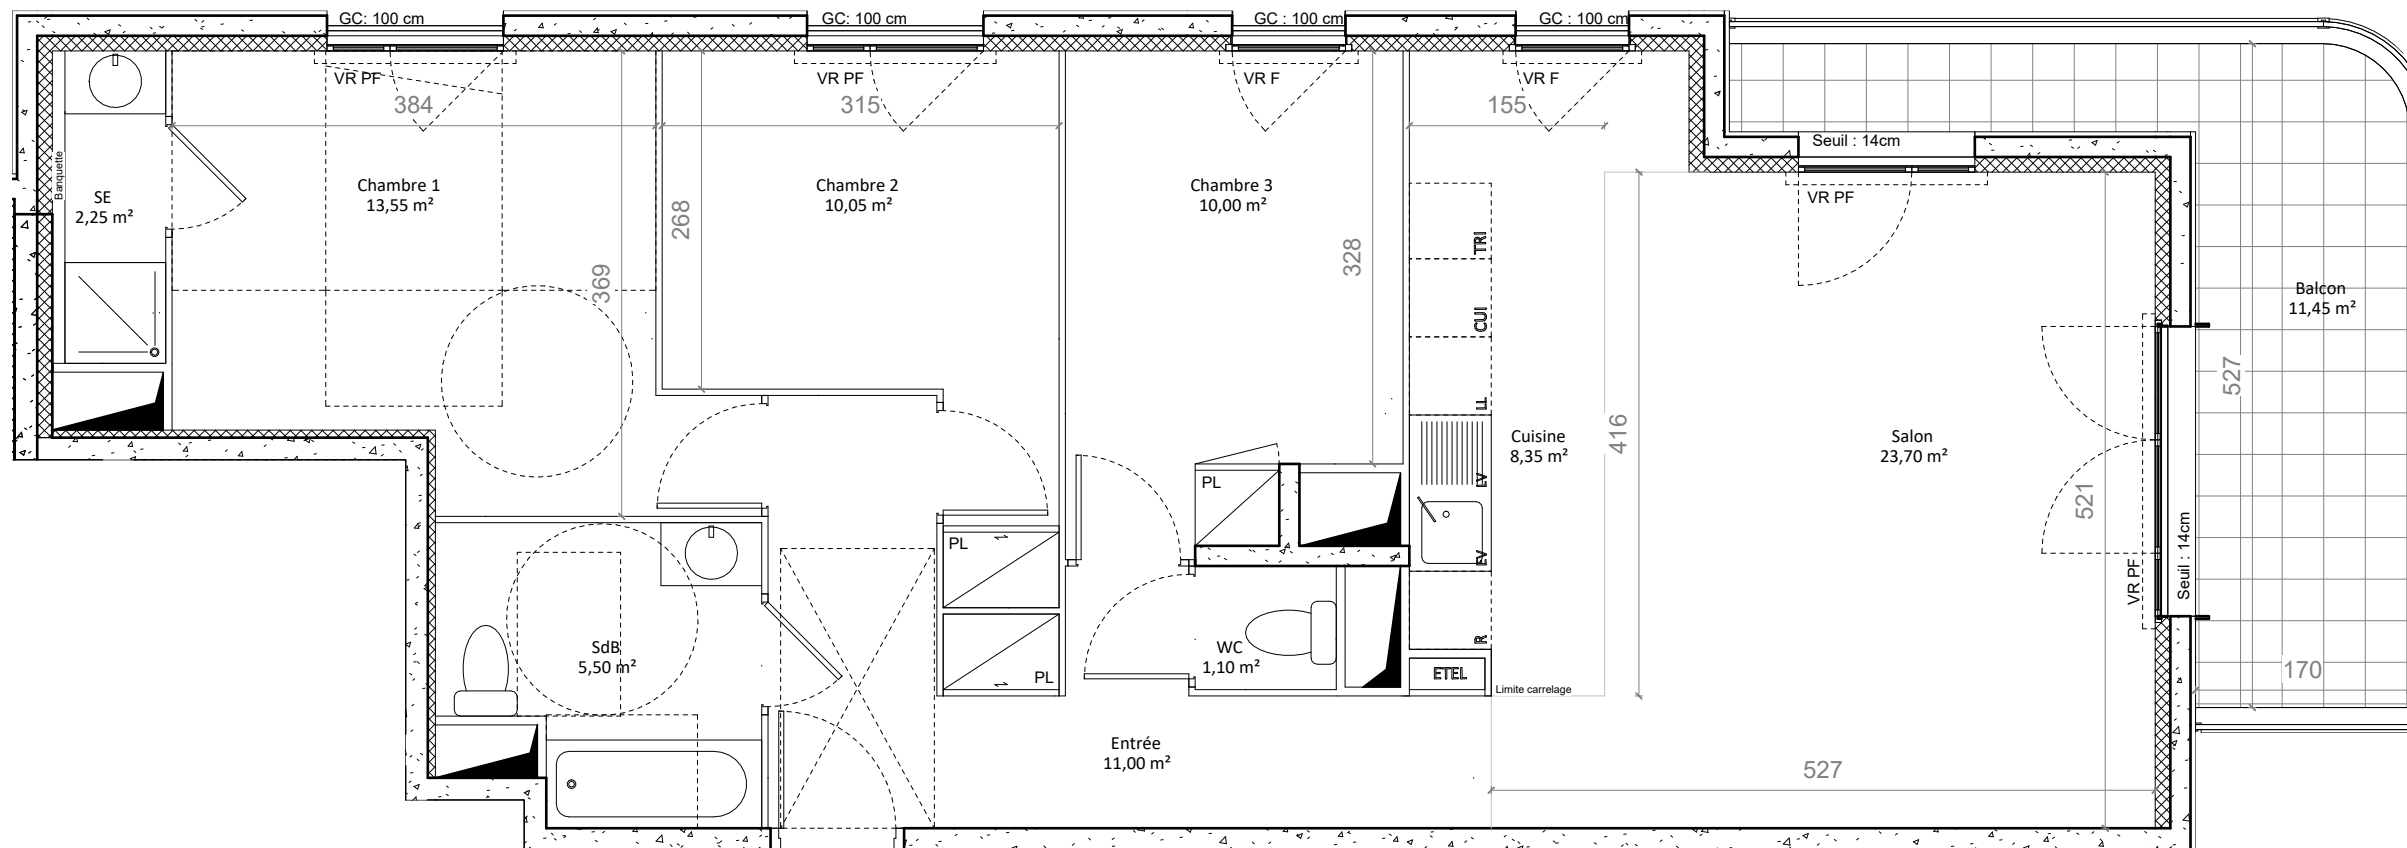 GC: 100 cm
GC: 100 cm
GC : 100 cm
GC : 100 cm
VR PF
VR PF
VR F
VR F
384
315
155
Seuil : 14cm
Banquette
SE
2,25 m²
Chambre 1
13,55 m²
Chambre 2
10,05 m²
Chambre 3
10,00 m²
VR PF
268
369
328
TRI
CUI
LL
LV
EV
R
ETEL
Balcon
11,45 m²
527
Cuisine
8,35 m²
416
Salon
23,70 m²
521
PL
PL
PL
VR PF
Seuil : 14cm
SdB
5,50 m²
WC
1,10 m²
170
Limite carrelage
Entrée
11,00 m²
527